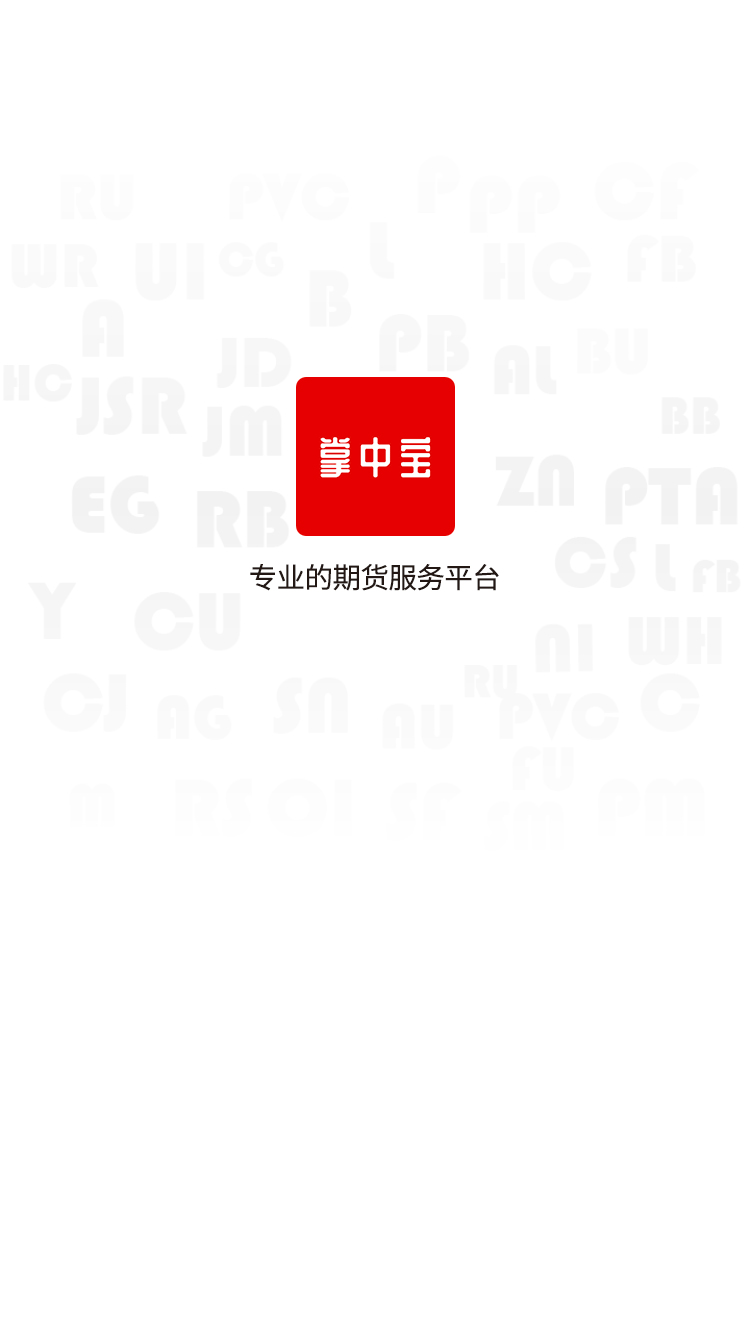 RU PVC P PP CF
WR UI CG L HC FB
A B
JD PB AL BU
HC JSR JM BB
掌中宝
EG RB ZN PTA
专业的期货服务平台
CS L FB
Y CU
NI WH
CJ AG SN AU RU PVC C
FU
M RS OI SF FM PM